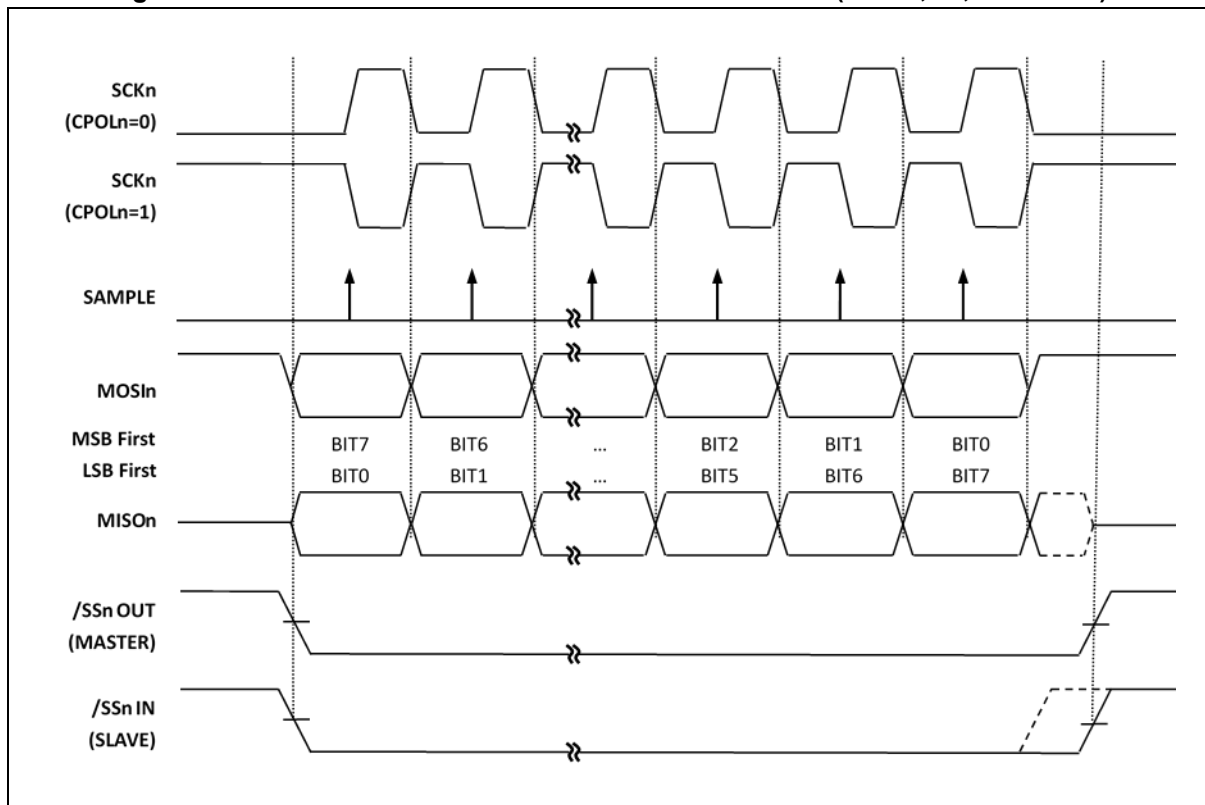 SCKn
(CPOLn=0)
SCKn
(CPOLn=1)
SAMPLE
MOSIn
MSB First BIT7 BIT6 ... BIT2 BIT1 BIT0
LSB First BIT0 BIT1 ... BIT5 BIT6 BIT7
MISOn
/SSn OUT
(MASTER)
/SSn IN
(SLAVE)